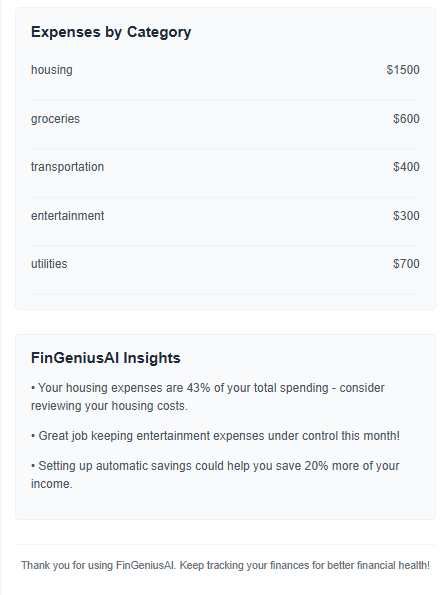 Expenses by Category
housing $1500
groceries $600
transportation $400
entertainment $300
utilities $700
FinGeniusAI Insights
• Your housing expenses are 43% of your total spending - consider
reviewing your housing costs.
• Great job keeping entertainment expenses under control this month!
• Setting up automatic savings could help you save 20% more of your
income.
Thank you for using FinGeniusAI. Keep tracking your finances for better financial health!